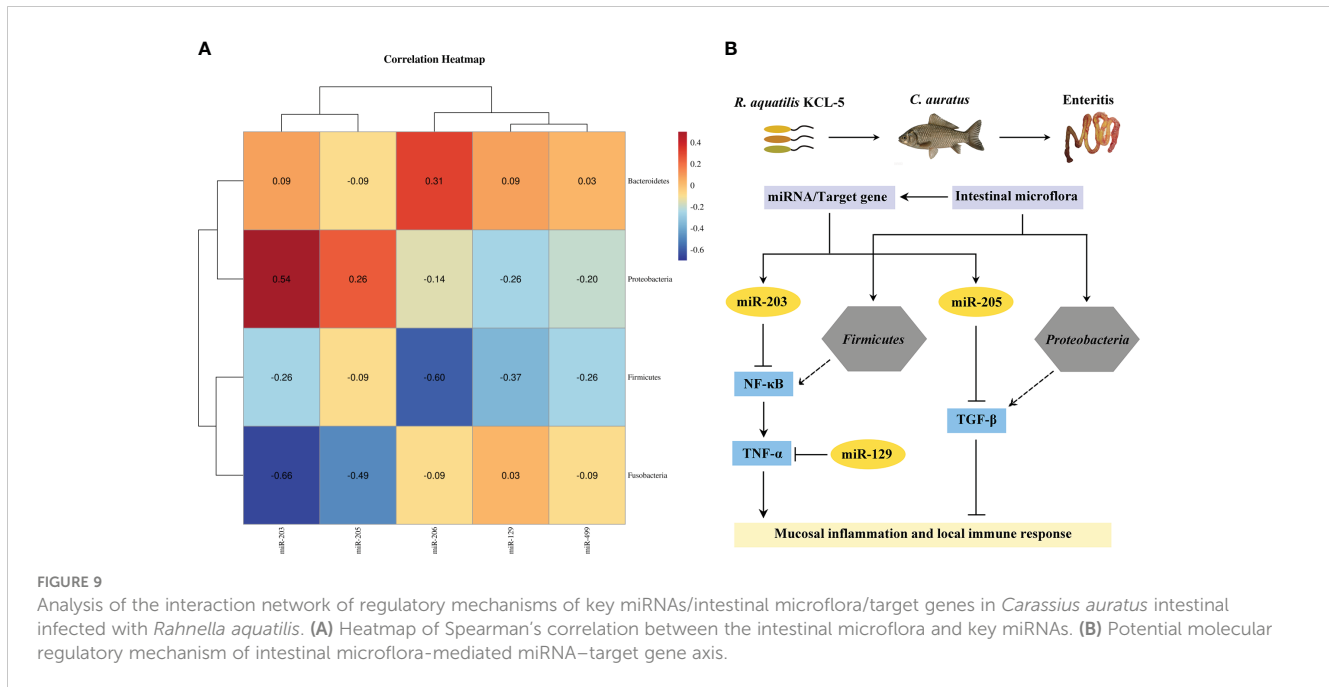 A
Correlation Heatmap
0.09 -0.09 0.31 0.09 0.03 Bacteroidetes
0.54 0.26 -0.14 -0.26 -0.20 Proteobacteria
-0.26 -0.09 -0.60 -0.37 -0.26 Firmicutes
-0.66 -0.49 -0.09 0.03 -0.09 Fusobacteria
miR-203 miR-205 miR-206 miR-129 miR-499
0.4
0.2
0
-0.2
-0.4
-0.6
B
R. aquatilis KCL-5 C. auratus Enteritis
miRNA/Target gene Intestinal microflora
miR-203 miR-205
Firmicutes Proteobacteria
NF-κB
TGF-β
TNF-α miR-129
Mucosal inflammation and local immune response
FIGURE 9
Analysis of the interaction network of regulatory mechanisms of key miRNAs/intestinal microflora/target genes in Carassius auratus intestinal
infected with Rahnella aquatilis. (A) Heatmap of Spearman's correlation between the intestinal microflora and key miRNAs. (B) Potential molecular
regulatory mechanism of intestinal microflora-mediated miRNA–target gene axis.